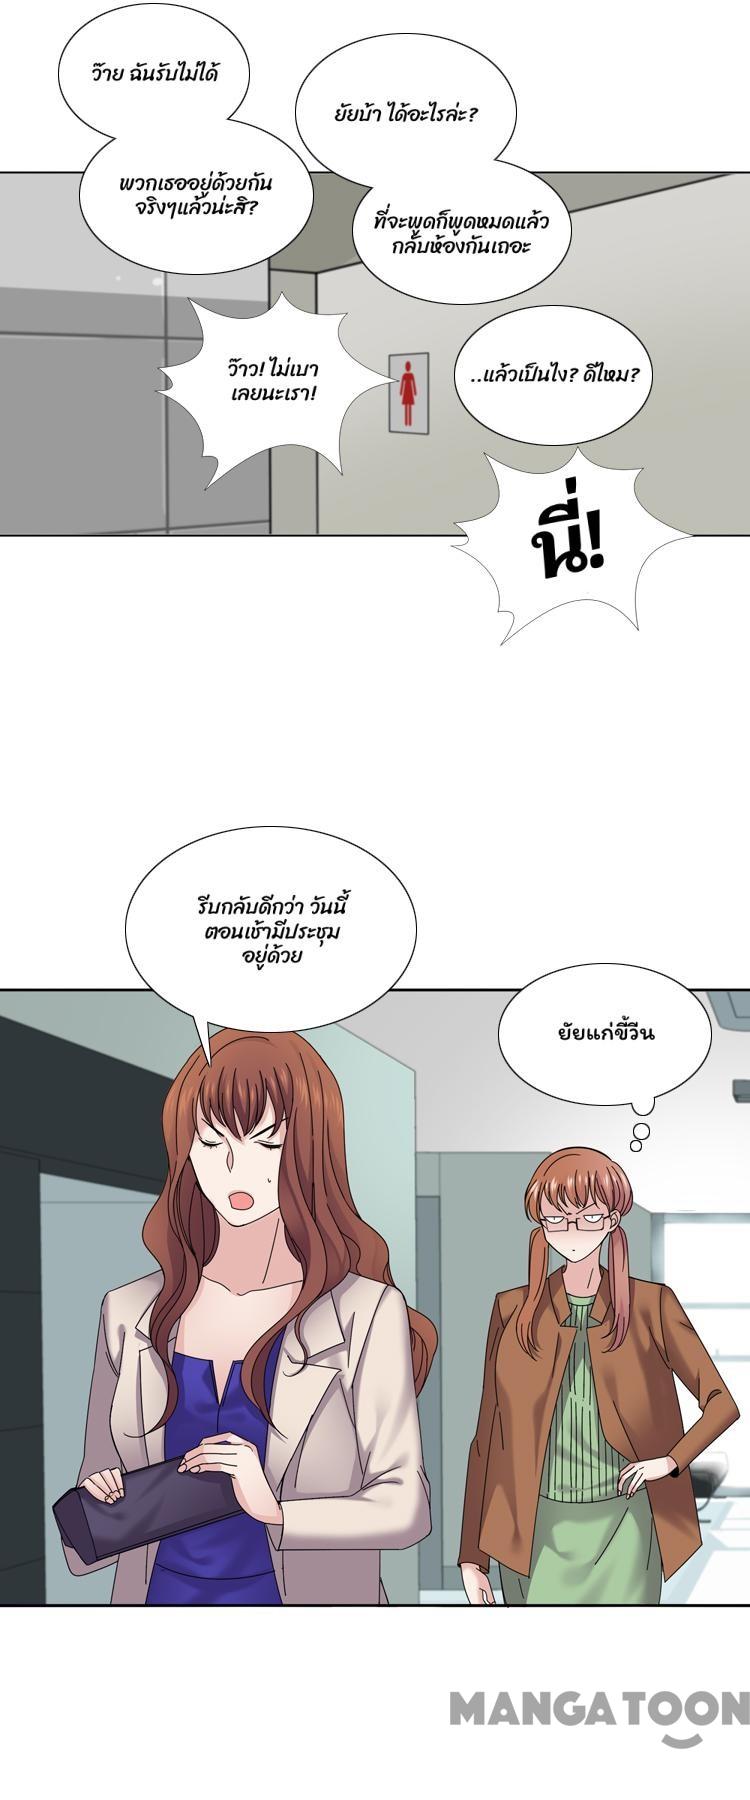 ว๊าย ฉันรับไม่ได้
ยัยบ้า ได้อะไรล่ะ?
พวกเธออยู่ด้วยกัน
จริงๆแล้วน่ะสิ?
ที่จะพูดก็พูดหมดแล้ว
กลับห้องกันเถอะ
ว๊าว! ไม่เบา
เลยนะเรา!
..แล้วเป็นไง? ดีไหม?
นี่!
รีบกลับดีกว่า วันนี้
ตอนเช้ามีประชุม
อยู่ด้วย
ยัยแก่ขี้วีน
MANGATOON